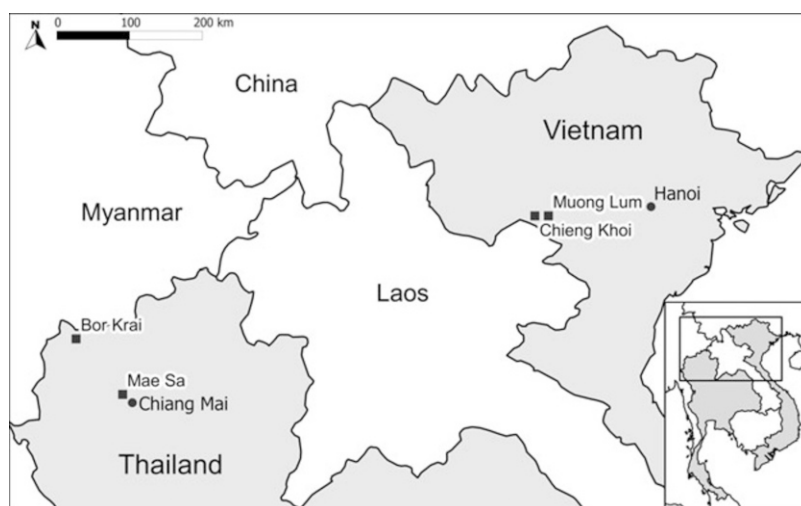 N
0 100 200 km
China
Vietnam
Muong Lum
Hanoi
Myanmar
Chieng Khoi
Laos
Bor Krai
Mae Sa
Chiang Mai
Thailand